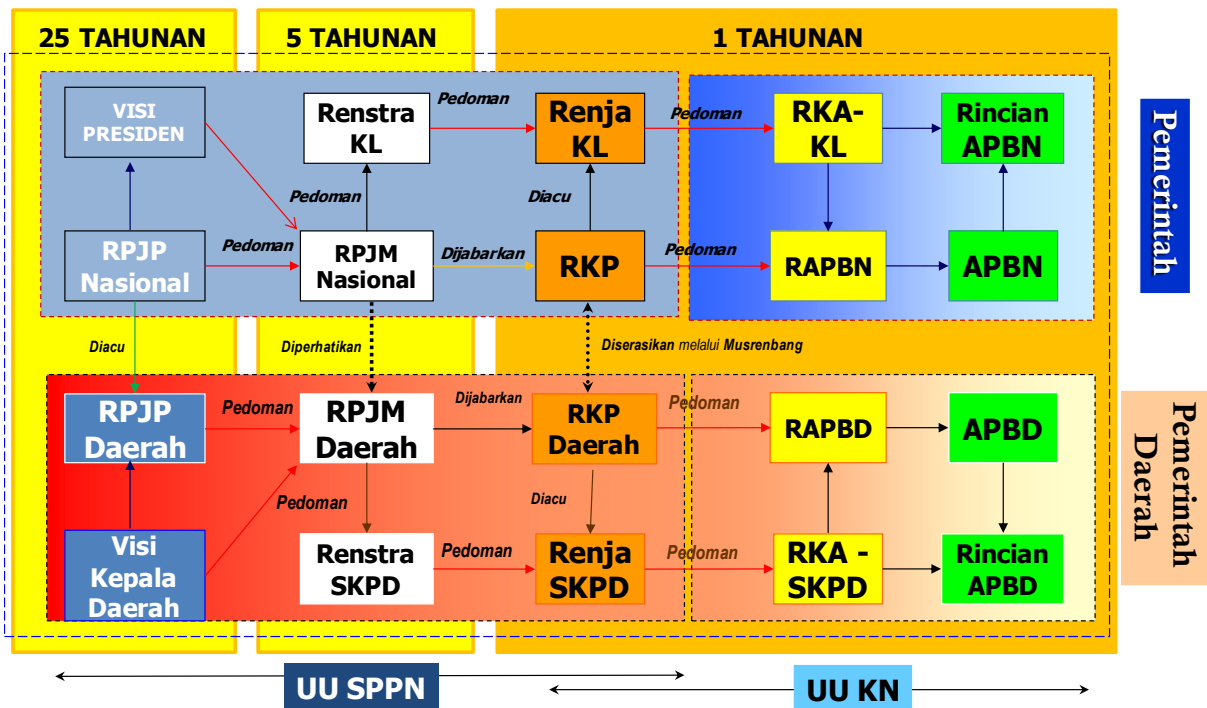 25 TAHUNAN
5 TAHUNAN
1 TAHUNAN
VISI
PRESIDEN
Renstra
KL
Pedoman
Renja
KL
Pedoman
RKA-
KL
Rincian
APBN
Pemerintah
Pedoman
Diacu
RPJP
Nasional
Pedoman
RPJM
Nasional
Dijabarkan
RKP
Pedoman
RAPBN
APBN
Diacu
Diperhatikan
Diserasikan melalui Musrenbang
RPJP
Daerah
Pedoman
RPJM
Daerah
Dijabarkan
RKP
Daerah
Pedoman
RAPBD
APBD
Pemerintah
Daerah
Pedoman
Diacu
Visi
Kepala
Daerah
Renstra
SKPD
Pedoman
Renja
SKPD
Pedoman
RKA -
SKPD
Rincian
APBD
UU SPPN
UU KN